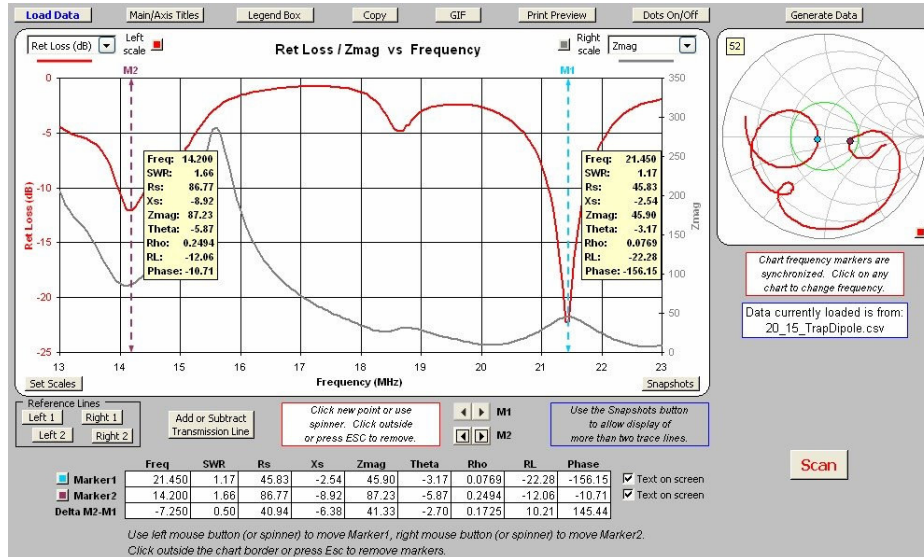 Load Data Main/Axis Titles Legend Box Copy GIF Print Preview Dots On/Off Generate Data
Ret Loss (dB) Left scale Ret Loss / Zmag vs Frequency Right scale Zmag
52
M2 M1
0 350
-5 300
-10 250
-15 200
-20 150
-25 100
50
0
Ret Loss (dB)
Zmag
Freq: 14.200
SWR: 1.66
Rs: 86.77
Xs: -8.92
Zmag: 87.23
Theta: -5.87
Rho: 0.2494
RL: -12.06
Phase: -10.71
Freq: 21.450
SWR: 1.17
Rs: 45.83
Xs: -2.54
Zmag: 45.90
Theta: -3.17
Rho: 0.0769
RL: -22.28
Phase: -156.15
13 14 15 16 17 18 19 20 21 22 23
Set Scales Frequency (MHz) Snapshots
Chart frequency markers are
synchronized. Click on any
chart to change frequency.
Data currently loaded is from:
20_15_TrapDipole.csv
Reference Lines
Left 1 Right 1
Left 2 Right 2
Add or Subtract
Transmission Line
Click new point or use
spinner. Click outside
or press ESC to remove.
M1
M2
Use the Snapshots button
to allow display of
more than two trace lines.
Scan
Freq SWR Rs Xs Zmag Theta Rho RL Phase
Marker1 21.450 1.17 45.83 -2.54 45.90 -3.17 0.0769 -22.28 -156.15 Text on screen
Marker2 14.200 1.66 86.77 -8.92 87.23 -5.87 0.2494 -12.06 -10.71 Text on screen
Delta M2-M1 -7.250 0.50 40.94 -6.38 41.33 -2.70 0.1725 10.21 145.44
Use left mouse button (or spinner) to move Marker1, right mouse button (or spinner) to move Marker2.
Click outside the chart border or press Esc to remove markers.